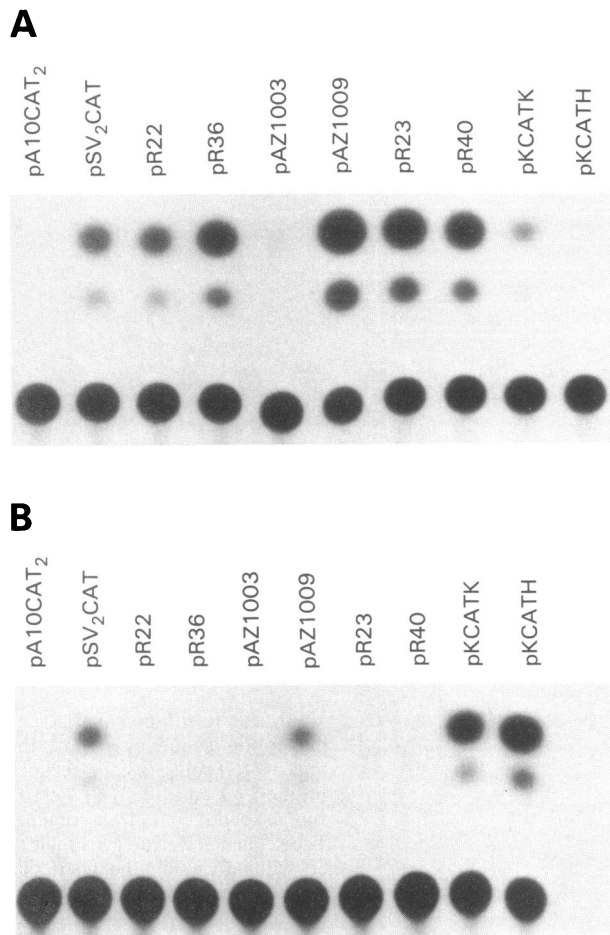 A
pA10CAT2
pSV2CAT
pR22
pR36
pAZ1003
pAZ1009
pR23
pR40
pKCATK
pKCATH
B
pA10CAT2
pSV2CAT
pR22
pR36
pAZ1003
pAZ1009
pR23
pR40
pKCATK
pKCATH